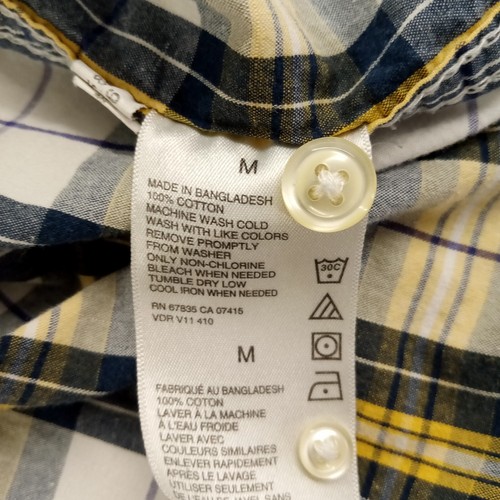 M
MADE IN BANGLADESH
100% COTTON
MACHINE WASH COLD
WASH WITH LIKE COLORS
REMOVE PROMPTLY
FROM WASHER
ONLY NON-CHLORINE
BLEACH WHEN NEEDED
TUMBLE DRY LOW
COOL IRON WHEN NEEDED
30C
RN 67835 CA 07415
VDR V11 410
M
FABRIQUÉ AU BANGLADESH
100% COTON
LAVER À LA MACHINE
À L'EAU FROIDE
LAVER AVEC
COULEURS SIMILAIRES
ENLEVER RAPIDEMENT
APRÈS LE LAVAGE
UTILISER SEULEMENT